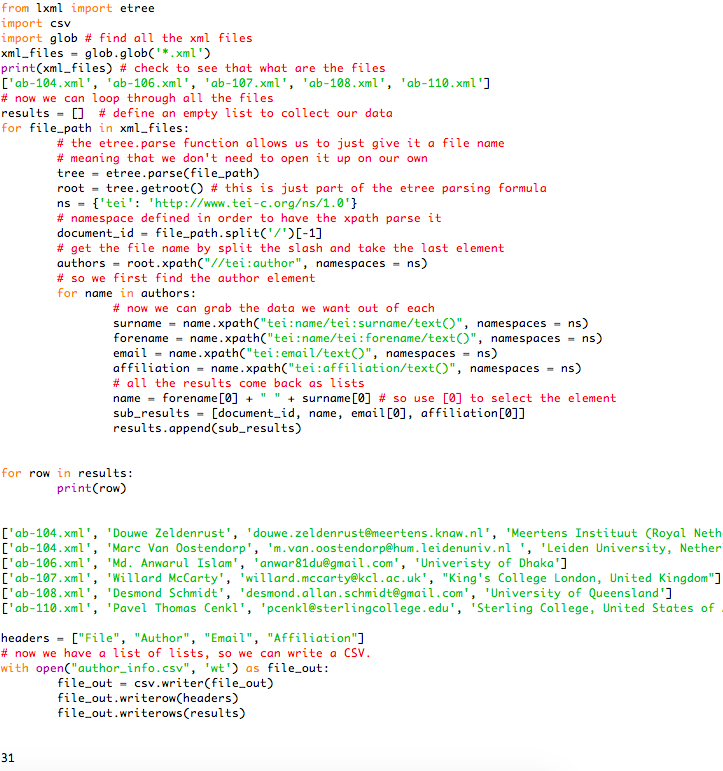 from lxml import etree
import csv
import glob # find all the xml files
xml_files = glob.glob('*.xml')
print(xml_files) # check to see that what are the files
['ab-104.xml', 'ab-106.xml', 'ab-107.xml', 'ab-108.xml', 'ab-110.xml']
# now we can loop through all the files
results = []  # define an empty list to collect our data
for file_path in xml_files:
        # the etree.parse function allows us to just give it a file name
        # meaning that we don't need to open it up on our own
        tree = etree.parse(file_path)
        root = tree.getroot() # this is just part of the etree parsing formula
        ns = {'tei': 'http://www.tei-c.org/ns/1.0'}
        # namespace defined in order to have the xpath parse it
        document_id = file_path.split('/')[-1]
        # get the file name by split the slash and take the last element
        authors = root.xpath("//tei:author", namespaces = ns)
        # so we first find the author element
        for name in authors:
                # now we can grab the data we want out of each
                surname = name.xpath("tei:name/tei:surname/text()", namespaces = ns)
                forename = name.xpath("tei:name/tei:forename/text()", namespaces = ns)
                email = name.xpath("tei:email/text()", namespaces = ns)
                affiliation = name.xpath("tei:affiliation/text()", namespaces = ns)
                # all the results come back as lists
                name = forename[0] + " " + surname[0] # so use [0] to select the element
                sub_results = [document_id, name, email[0], affiliation[0]]
                results.append(sub_results)
for row in results:
        print(row)
['ab-104.xml', 'Douwe Zeldenrust', 'douwe.zeldenrust@meertens.knaw.nl', 'Meertens Instituut (Royal Neth
['ab-104.xml', 'Marc Van Oostendorp', 'm.van.oostendorp@hum.leidenuniv.nl ', 'Leiden University, Nether
['ab-106.xml', 'Md. Anwarul Islam', 'anwar81du@gmail.com', 'Univeristy of Dhaka']
['ab-107.xml', 'Willard McCarty', 'willard.mccarty@kcl.ac.uk', "King's College London, United Kingdom"]
['ab-108.xml', 'Desmond Schmidt', 'desmond.allan.schmidt@gmail.com', 'University of Queensland']
['ab-110.xml', 'Pavel Thomas Cenkl', 'pcenkl@sterlingcollege.edu', 'Sterling College, United States of
headers = ["File", "Author", "Email", "Affiliation"]
# now we have a list of lists, so we can write a CSV.
with open("author_info.csv", 'wt') as file_out:
        file_out = csv.writer(file_out)
        file_out.writerow(headers)
        file_out.writerows(results)
31